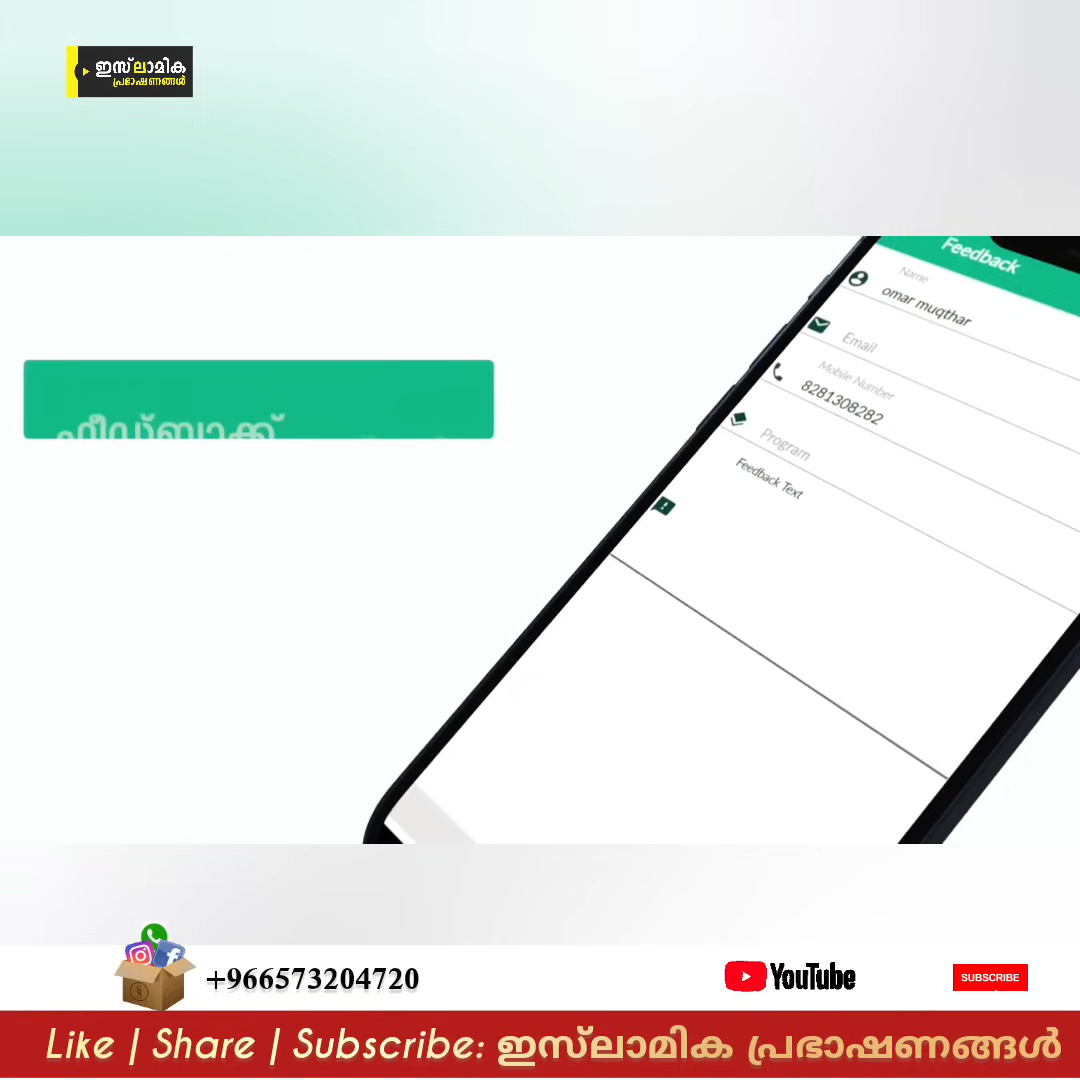 ഇസ്‌ലാമിക
പ്രഭാഷണങ്ങൾ
Feedback
Name
omar muqthar
Email
Mobile Number
8281308282
Program
Feedback Text
ഫീഡ്ബാക്ക്
+966573204720
YouTube
SUBSCRIBE
Like | Share | Subscribe: ഇസ്‌ലാമിക പ്രഭാഷണങ്ങൾ